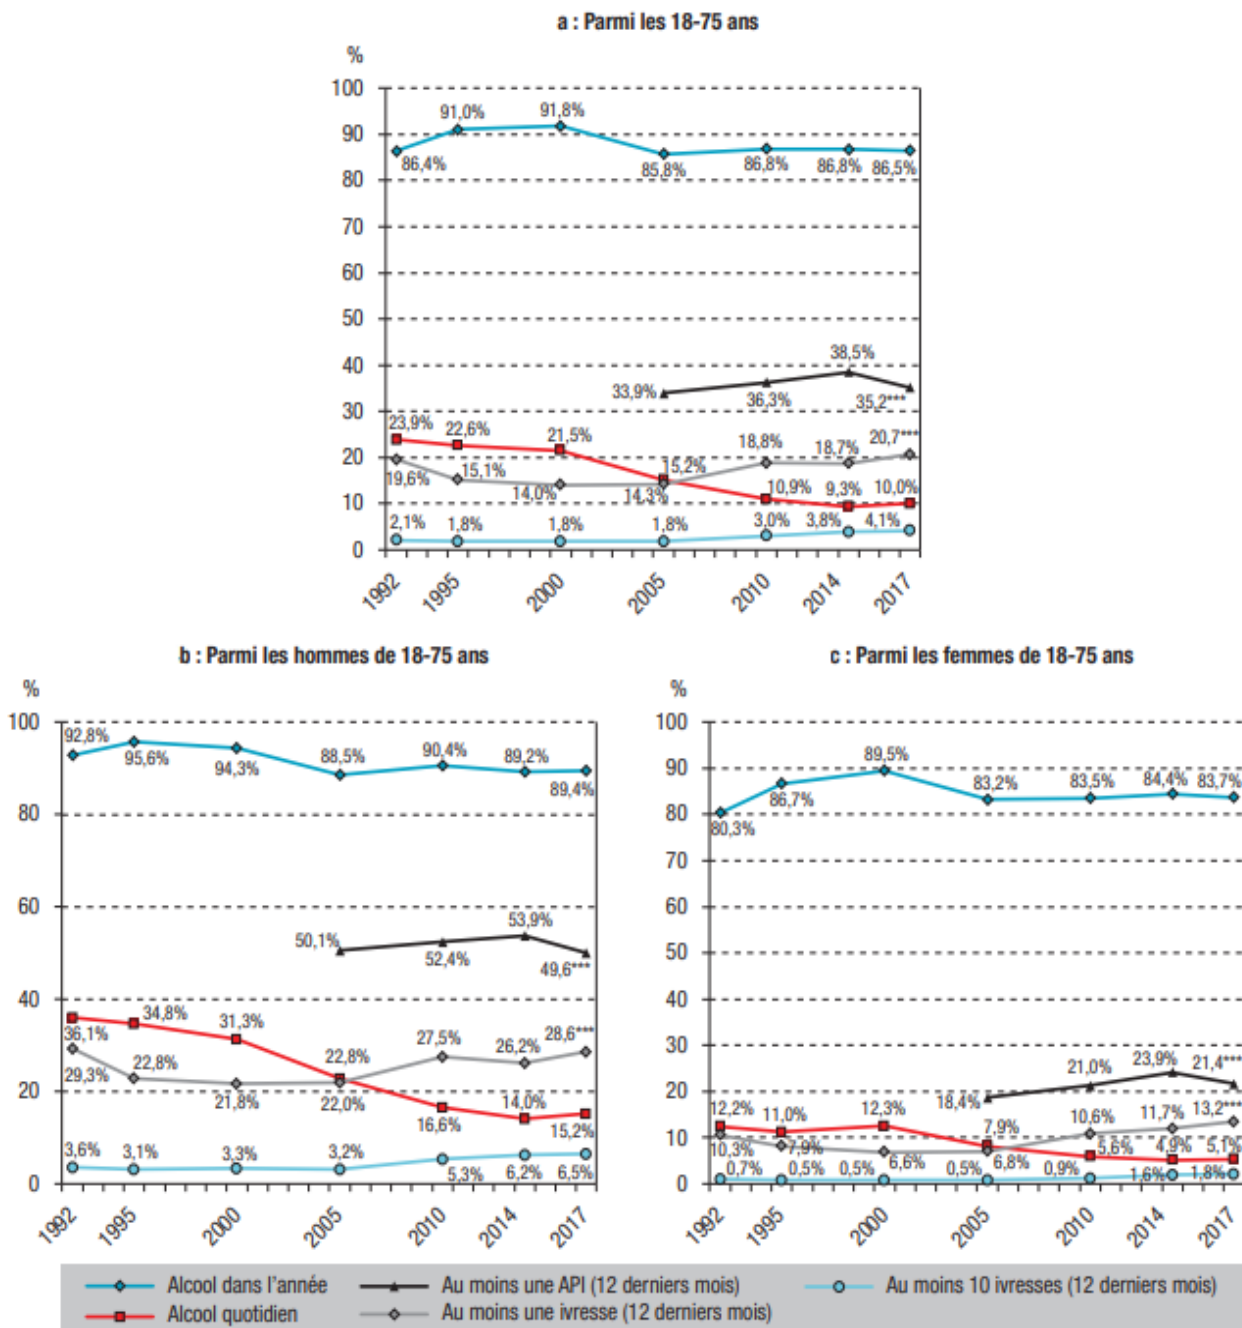 a : Parmi les 18-75 ans
%
100
90
80
70
60
50
40
30
20
10
0
86,4% 91,0% 91,8% 85,8% 86,8% 86,8% 86,5%
33,9% 36,3% 38,5% 35,2***
23,9% 22,6% 21,5% 15,2% 10,9% 9,3% 10,0%
19,6% 15,1% 14,0% 14,3% 18,8% 18,7% 20,7***
2,1% 1,8% 1,8% 1,8% 3,0% 3,8% 4,1%
1992 1995 2000 2005 2010 2014 2017
b : Parmi les hommes de 18-75 ans
%
100
80
60
40
20
0
92,8% 95,6% 94,3% 88,5% 90,4% 89,2% 89,4%
50,1% 52,4% 53,9% 49,6***
36,1% 34,8% 31,3% 22,8% 16,6% 14,0% 15,2%
29,3% 22,8% 21,8% 22,0% 27,5% 26,2% 28,6***
3,6% 3,1% 3,3% 3,2% 5,3% 6,2% 6,5%
1992 1995 2000 2005 2010 2014 2017
c : Parmi les femmes de 18-75 ans
%
100
90
80
70
60
50
40
30
20
10
0
80,3% 86,7% 89,5% 83,2% 83,5% 84,4% 83,7%
18,4% 21,0% 23,9% 21,4***
12,2% 11,0% 12,3% 7,9% 5,6% 4,9% 5,1%
10,3% 7,9% 6,6% 6,8% 10,6% 11,7% 13,2***
0,7% 0,5% 0,5% 0,5% 0,9% 1,6% 1,8%
1992 1995 2000 2005 2010 2014 2017
Alcool dans l'année Au moins une API (12 derniers mois) Au moins 10 ivresses (12 derniers mois)
Alcool quotidien Au moins une ivresse (12 derniers mois)